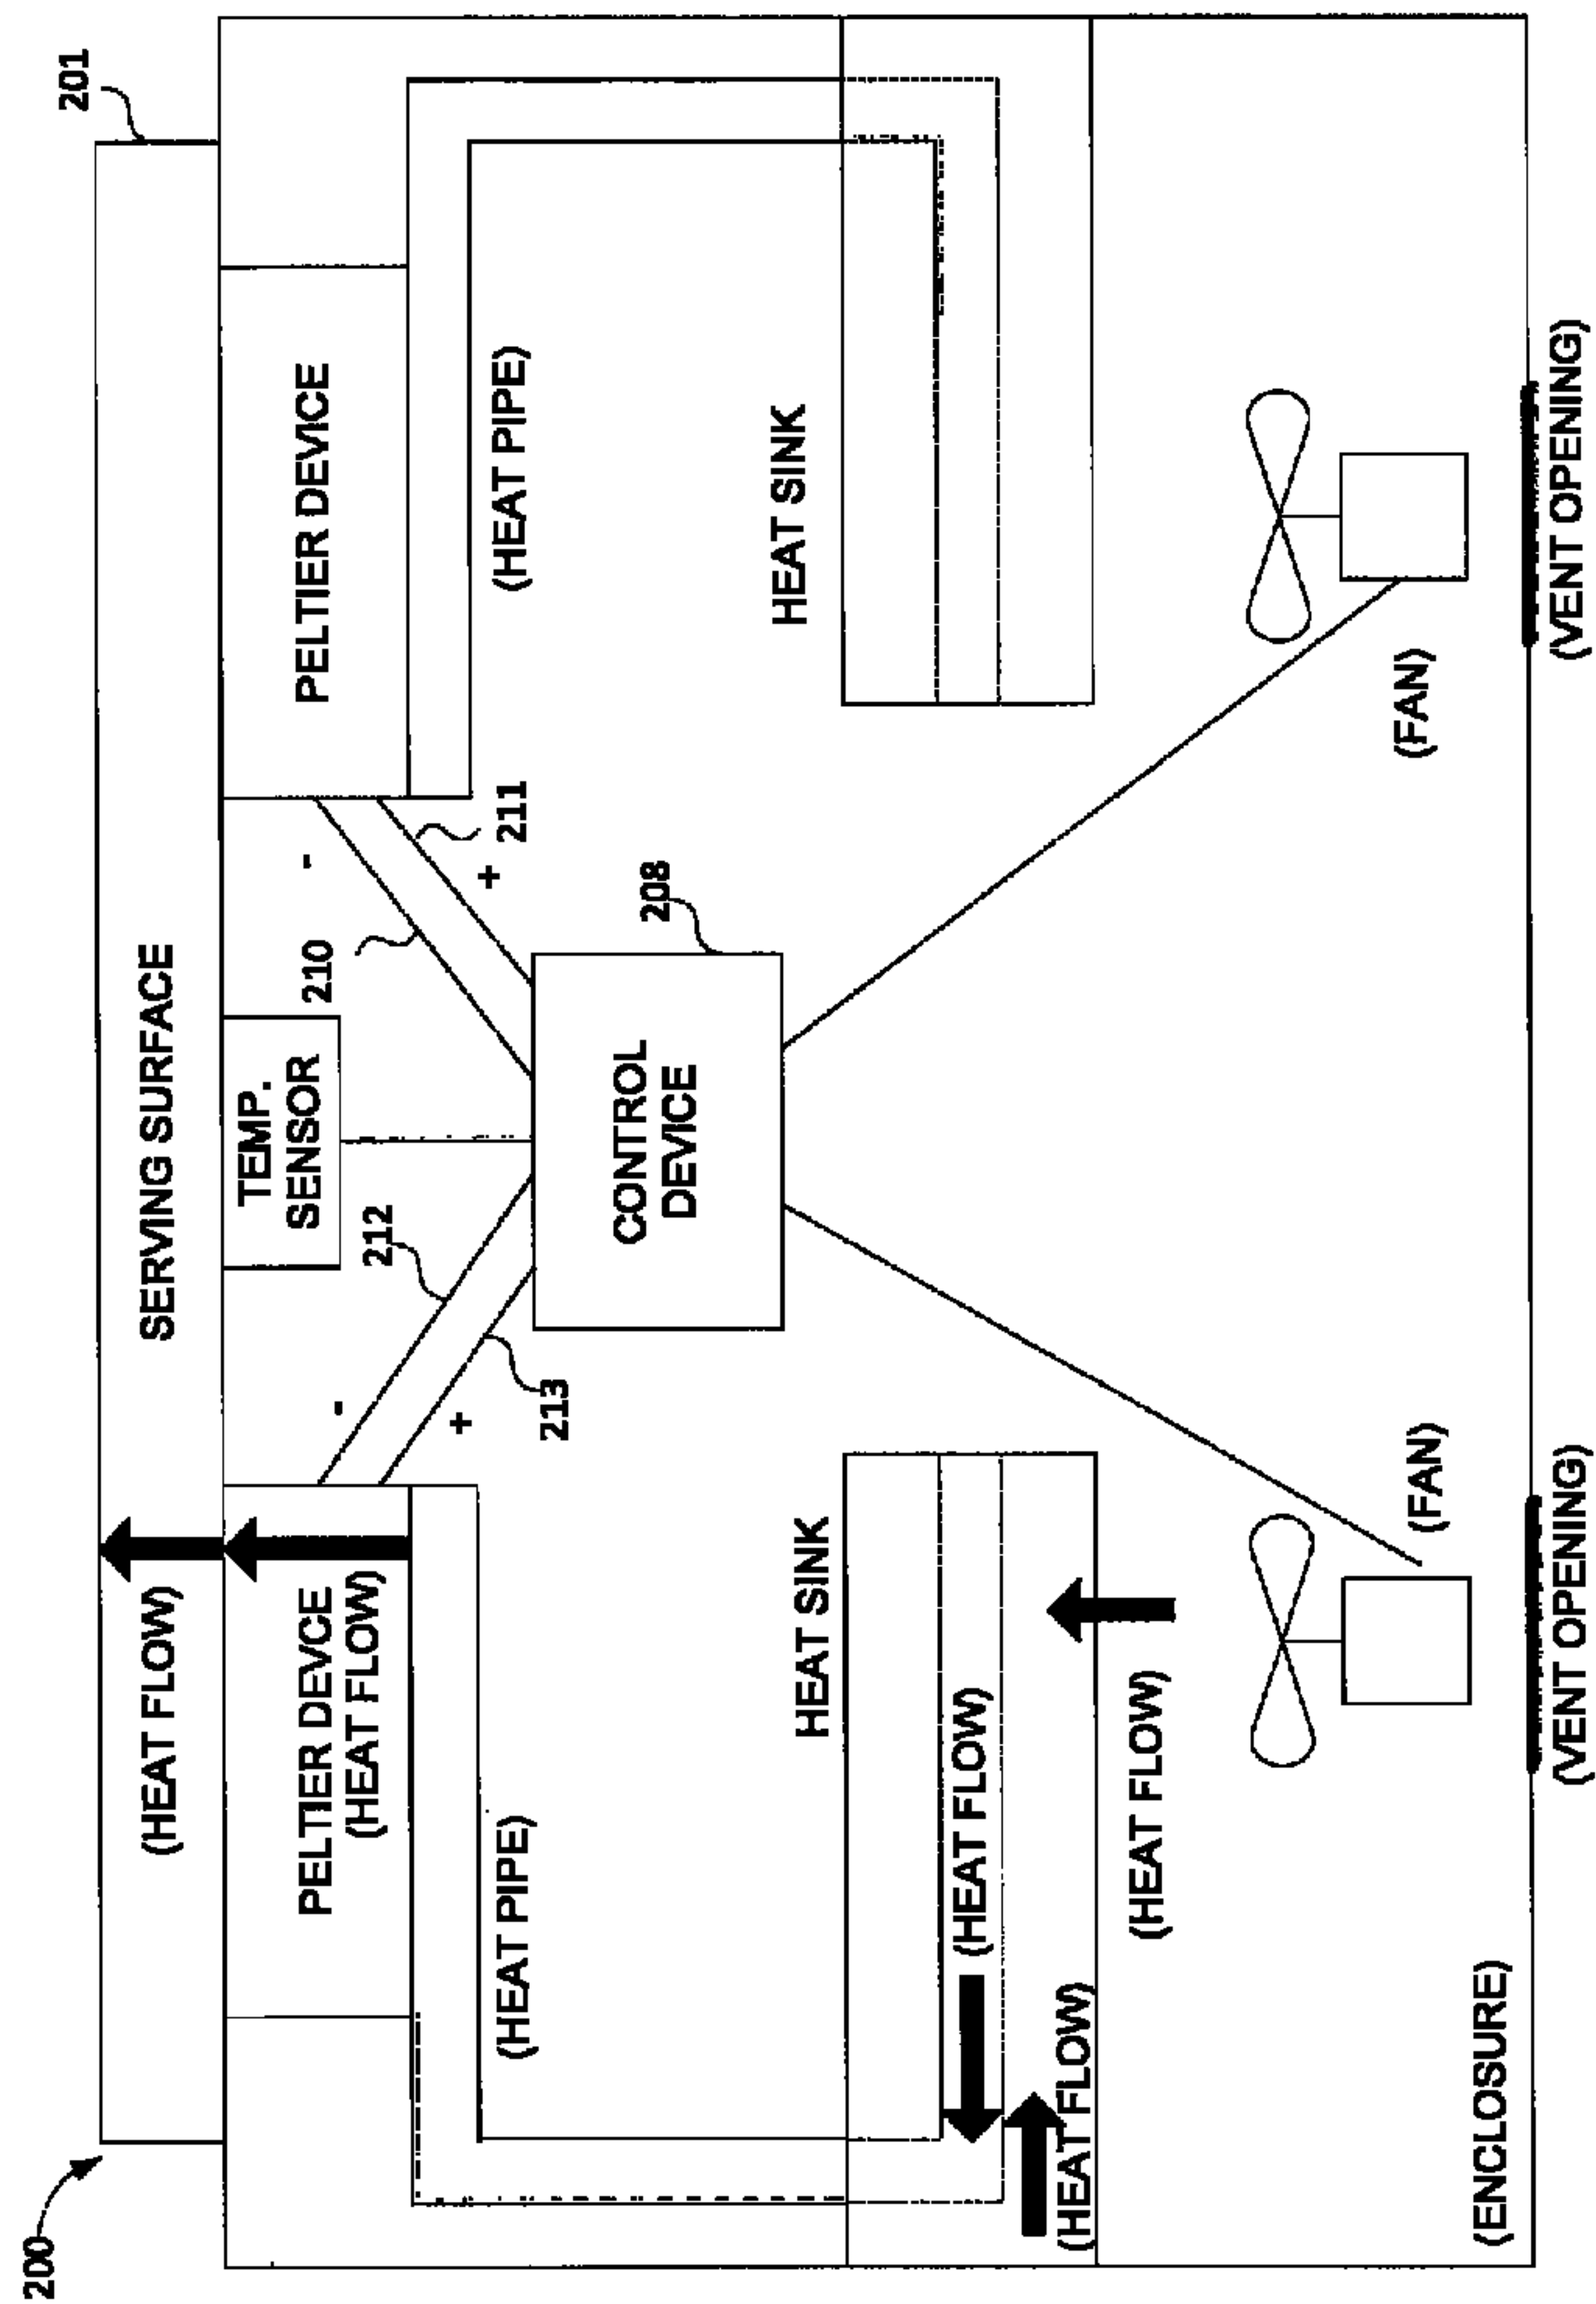 200
201
(HEAT FLOW)
SERVING SURFACE
PELTIER DEVCE
(HEAT FLOW)
-
TEMP.
SENSOR
210
-
PELTIER DEVICE
212
+
+
(HEAT PIPE)
213
211
(HEAT PIPE)
CONTROL
DEVICE
208
HEAT SINK
HEAT SINK
(HEAT FLOW)
(HEAT FLOW)
(HEAT FLOW)
(FAN)
(FAN)
(ENCLOSURE)
(VENT OPENING)
(VENT OPENING)